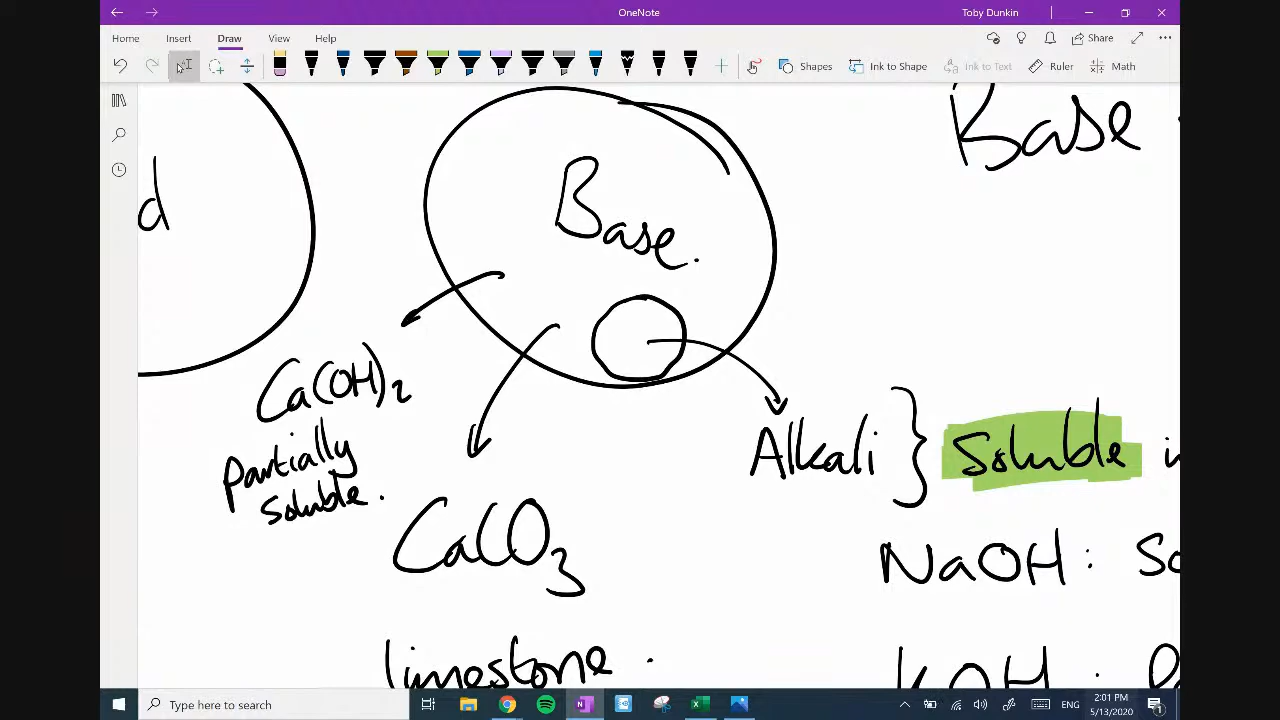 OneNote
Toby Dunkin
Home Insert Draw View Help
Share
Shapes
Ink to Shape
Ink to Text
Ruler
Math
Base
d
Base.
Ca(OH)2
partially
soluble.
CaCO3
limestone.
Alkali } Soluble
NaOH: So
KOH:
Type here to search
ENG
2:01 PM
5/13/2020